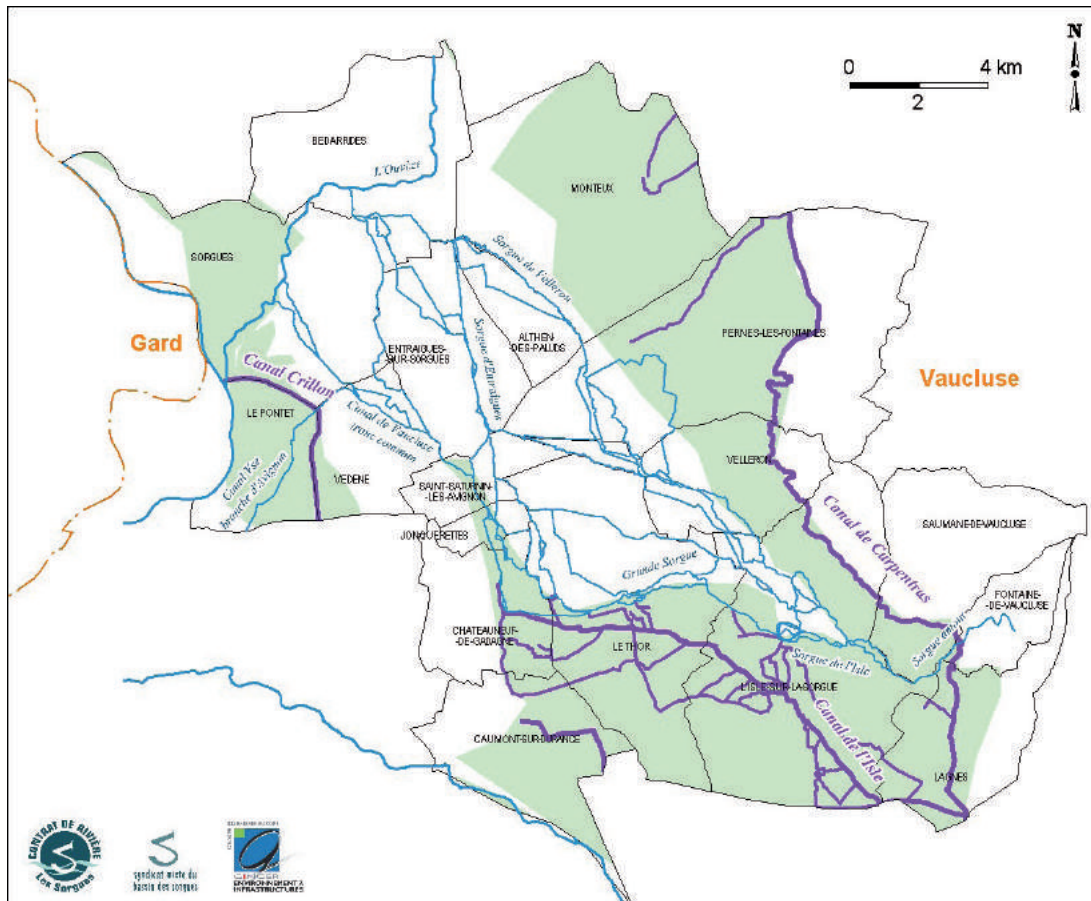 N
0
4 km
2
BEDARRIDES
L'Ouvèze
MONTEUX
SORGUES
Sorgue de Velleron
Gard
ENTRAIGUES-
-SUR-SORGUES
Sorgue d'Entraigues
ALTHEN
-DES-PALUDS
PERNES-LES-FONTAINES
Vaucluse
Canal Crillon
LE PONTET
Canal de Vaucluse
tronc commun
Canal Vse
branche d'Avignon
VEDENE
SAINT-SATURNIN-
-LES-AVIGNON
VELLERON
JONQUERETTES
SAUMANE-DE-VAUCLUSE
Canal de Carpentras
Grande Sorgue
FONTAINE-
-DE-VAUCLUSE
CHATEAUNEUF-
-DE-GADAGNE
LE THOR
Sorgue amont
Sorgue de l'Isle
L'ISLE-SUR-LA-SORGUE
Canal de l'Isle
CAUMONT-SUR-DURANCE
LAGNES
CONTRAT DE RIVIÈRE
Les Sorgues
syndicat mixte du
bassin des sorgues
GINGER
ENVIRONNEMENT &
INFRASTRUCTURES